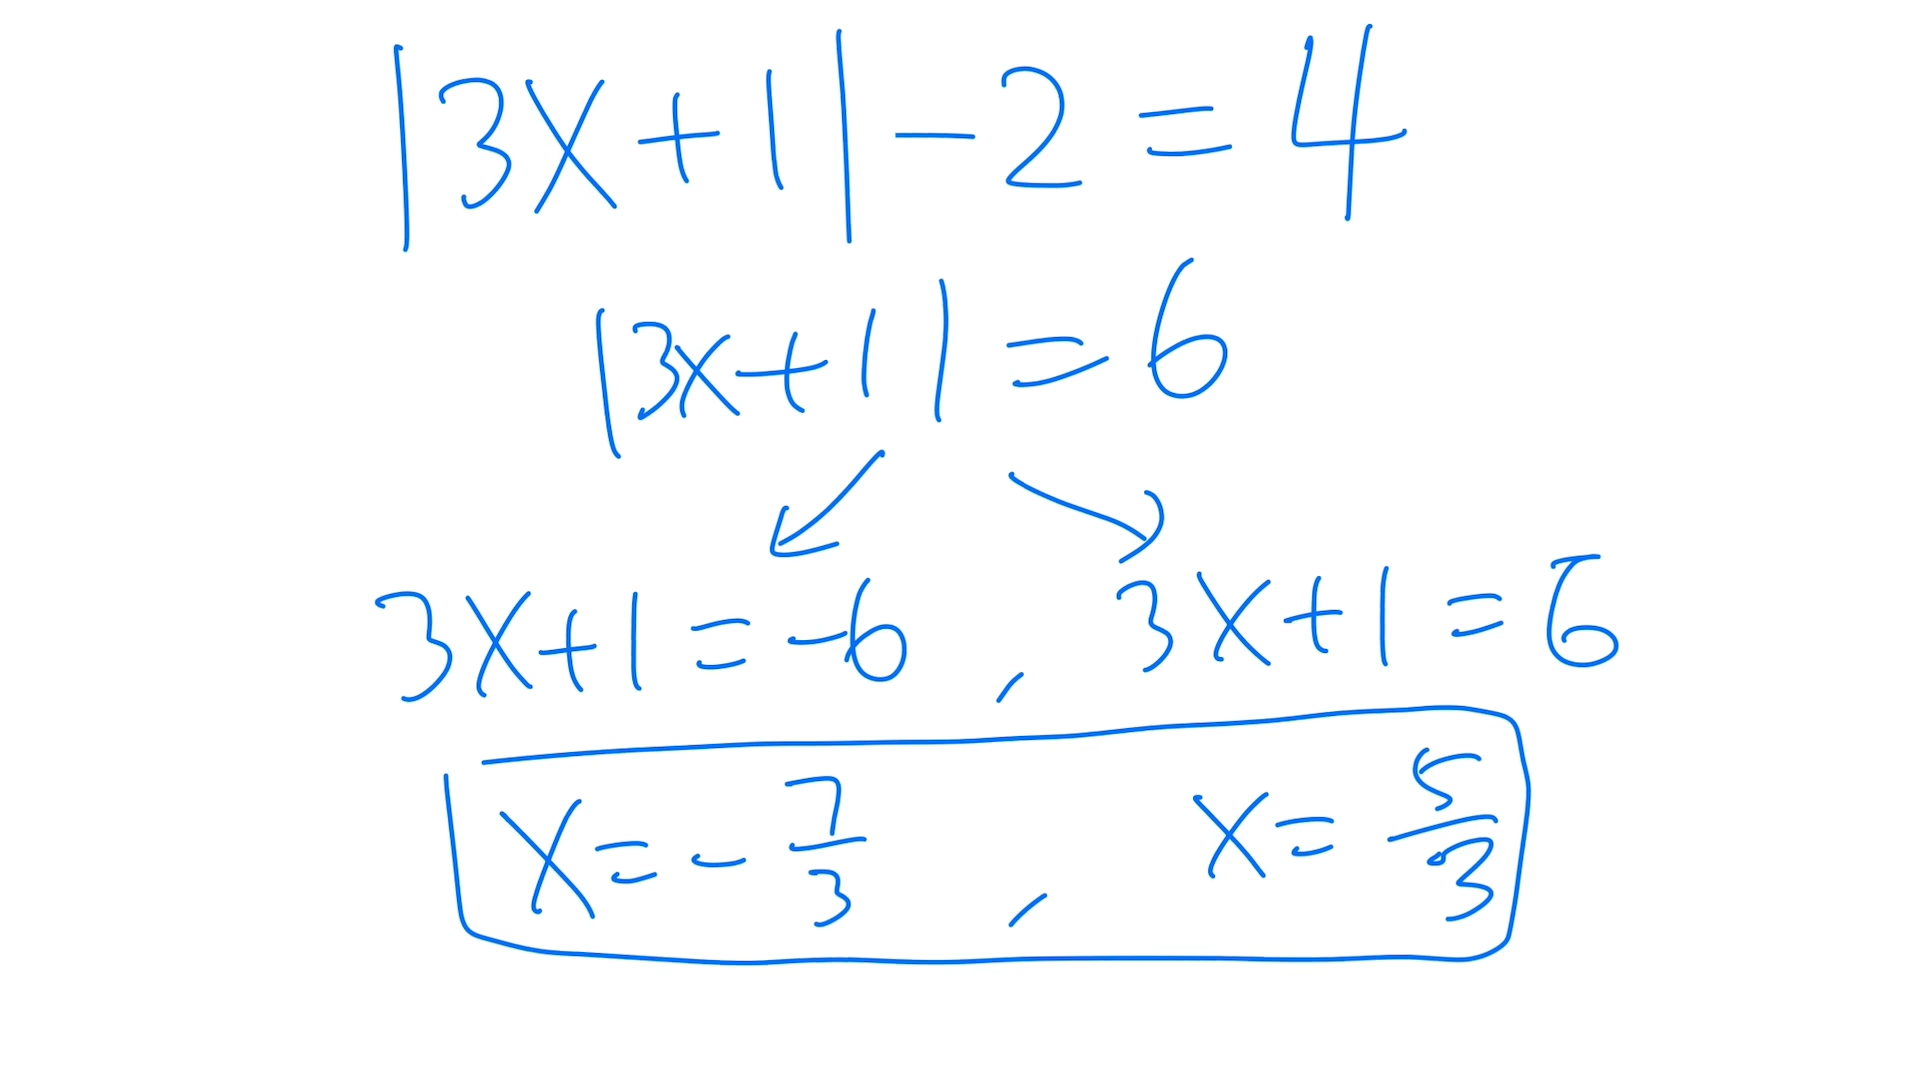 |3x+1|-2=4
|3x+1|=6
3x+1=-6 , 3x+1=6
x=-7/3 , x=5/3